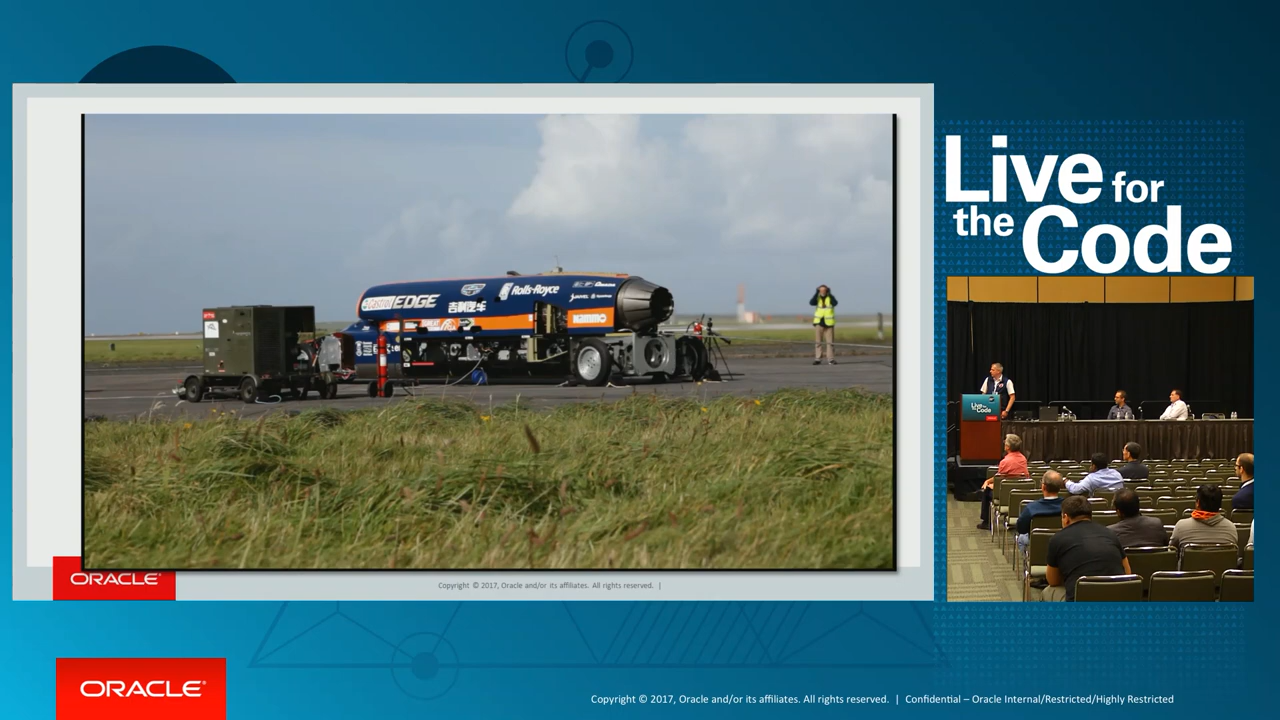 Live for
the Code
Castrol EDGE
吉利汽车
Rolls-Royce
NAMMO
Live for
the Code
ORACLE
Copyright © 2017, Oracle and/or its affiliates. All rights reserved. |
ORACLE
Copyright © 2017, Oracle and/or its affiliates. All rights reserved. | Confidential – Oracle Internal/Restricted/Highly Restricted